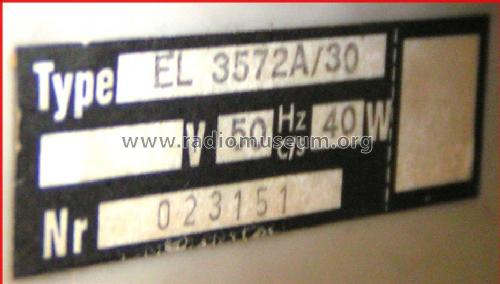 Type EL 3572A/30
V 50 Hz c/s 40 W
www.radiomuseum.org
Nr 023151